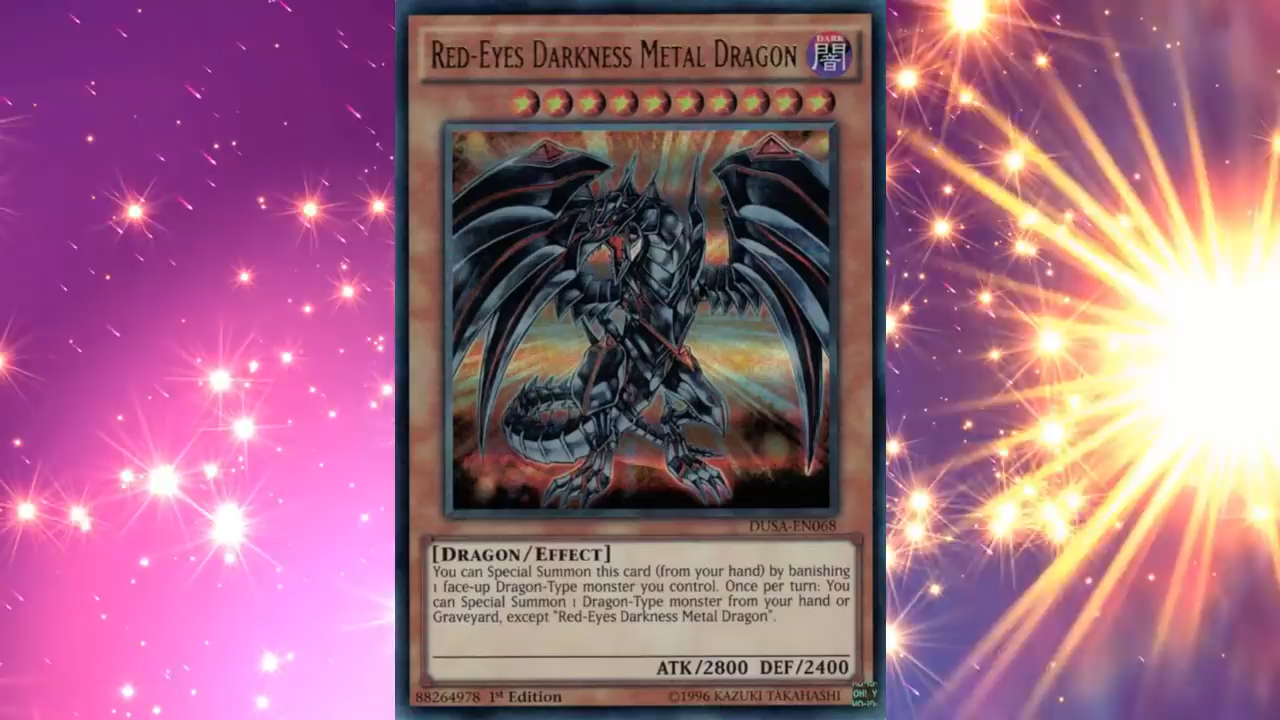 RED-EYES DARKNESS METAL DRAGON
DARK
闇
DUSA-EN068
[DRAGON/EFFECT]
You can Special Summon this card (from your hand) by banishing
1 face-up Dragon-Type monster you control. Once per turn: You
can Special Summon 1 Dragon-Type monster from your hand or
Graveyard, except "Red-Eyes Darkness Metal Dragon".
ATK/2800 DEF/2400
88264978 1st Edition ©1996 KAZUKI TAKAHASHI